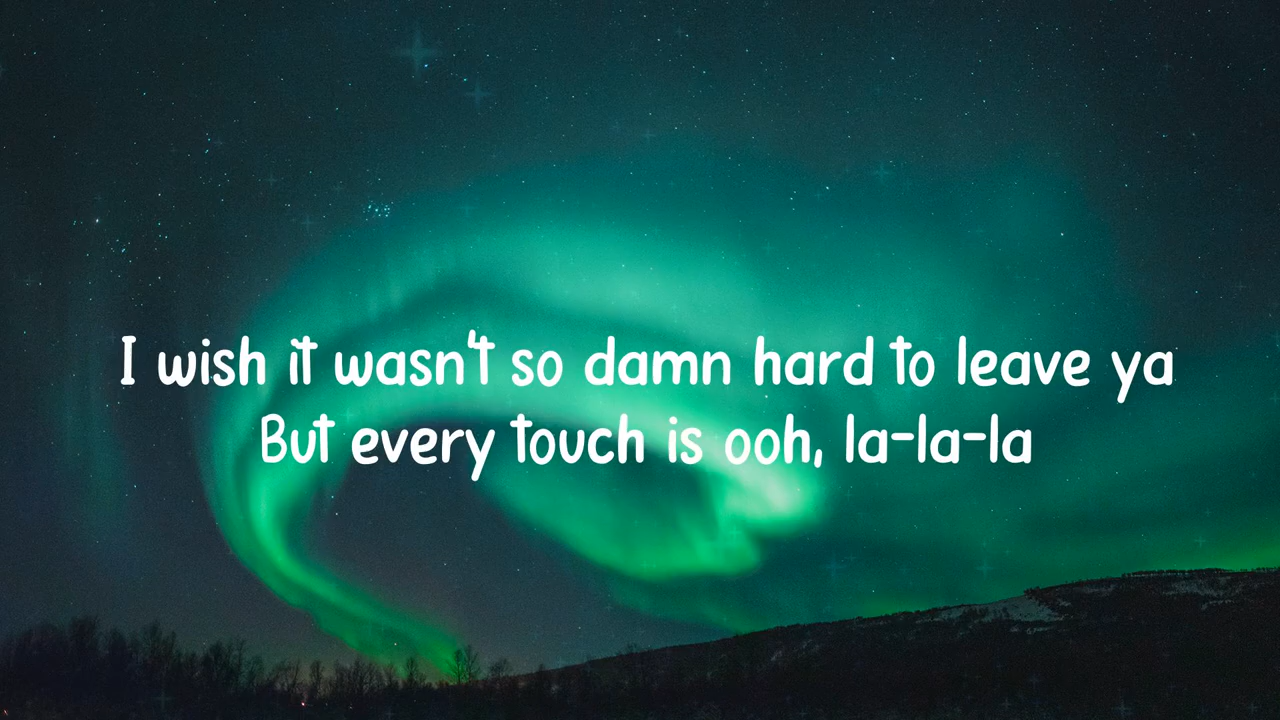 I wish it wasn't so damn hard to leave ya
But every touch is ooh, la-la-la